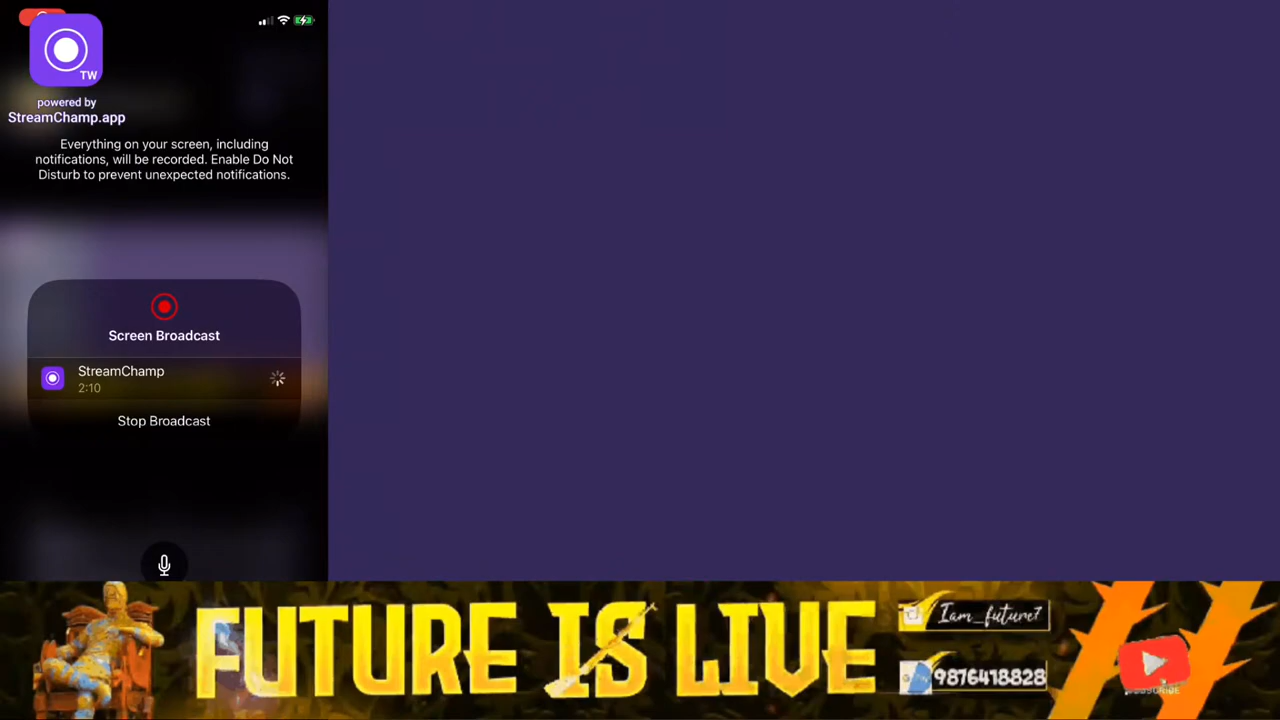 TW
powered by
StreamChamp.app
Everything on your screen, including
notifications, will be recorded. Enable Do Not
Disturb to prevent unexpected notifications.
Screen Broadcast
StreamChamp
2:10
Stop Broadcast
FUTURE IS LIVE
Iam_future7
9876418828
SUBSCRIBE